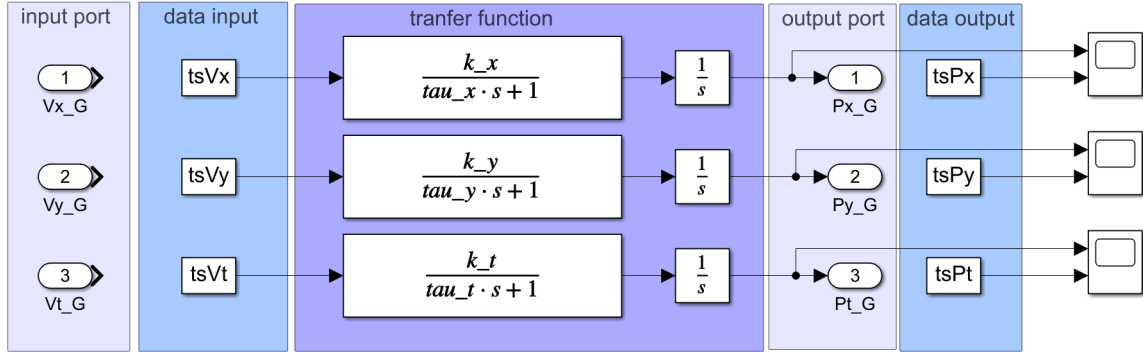 input port
data input
tranfer function
output port
data output
1
Vx_G
tsVx
k_x
tau_x · s + 1
1
s
1
Px_G
tsPx
2
Vy_G
tsVy
k_y
tau_y · s + 1
1
s
2
Py_G
tsPy
3
Vt_G
tsVt
k_t
tau_t · s + 1
1
s
3
Pt_G
tsPt